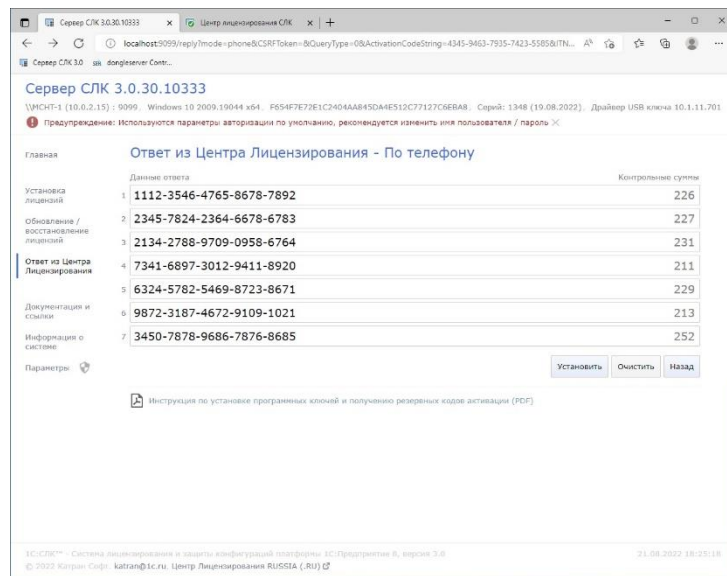 Сервер СЛК 3.0.30.10333
Центр лицензирования СЛК
localhost:9099/reply?mode=phone&CSRFToken=&QueryType=0&ActivationCodeString=4345-9463-7935-7423-5585&ITN...
Сервер СЛК 3.0
dongleserver Contr...
Сервер СЛК 3.0.30.10333
\\MCHT-1 (10.0.2.15) : 9099, Windows 10 2009.19044 x64, F654F7E72E1C2404AA845DA4E512C77127C6EBA8, Серий: 1348 (19.08.2022), Драйвер USB ключа 10.1.11.701
Предупреждение: Используются параметры авторизации по умолчанию, рекомендуется изменить имя пользователя / пароль
Главная
Установка лицензий
Обновление / восстановление лицензий
Ответ из Центра Лицензирования
Документация и ссылки
Информация о системе
Параметры
Ответ из Центра Лицензирования - По телефону
Данные ответа Контрольные суммы
1 1112-3546-4765-8678-7892 226
2 2345-7824-2364-6678-6783 227
3 2134-2788-9709-0958-6764 231
4 7341-6897-3012-9411-8920 211
5 6324-5782-5469-8723-8671 229
6 9872-3187-4672-9109-1021 213
7 3450-7878-9686-7876-8685 252
Установить Очистить Назад
Инструкция по установке программных ключей и получению резервных кодов активации (PDF)
1С:СЛК™ - Система лицензирования и защиты конфигураций платформы 1С:Предприятие 8, версия 3.0
21.08.2022 18:25:18
© 2022 Катран Софт, katran@1c.ru, Центр Лицензирования RUSSIA (.RU)